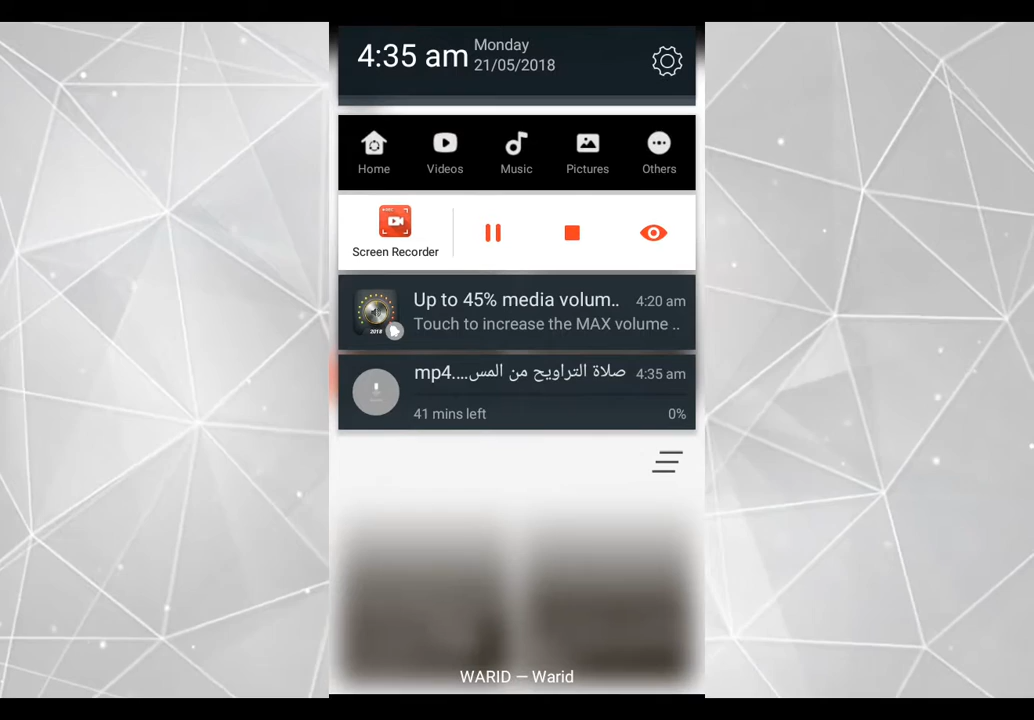 4:35 am
Monday
21/05/2018
Home Videos Music Pictures Others
Screen Recorder
Up to 45% media volum.. 4:20 am
Touch to increase the MAX volume ..
2018
صلاة التراويح من المس....mp4 4:35 am
41 mins left 0%
WARID — Warid